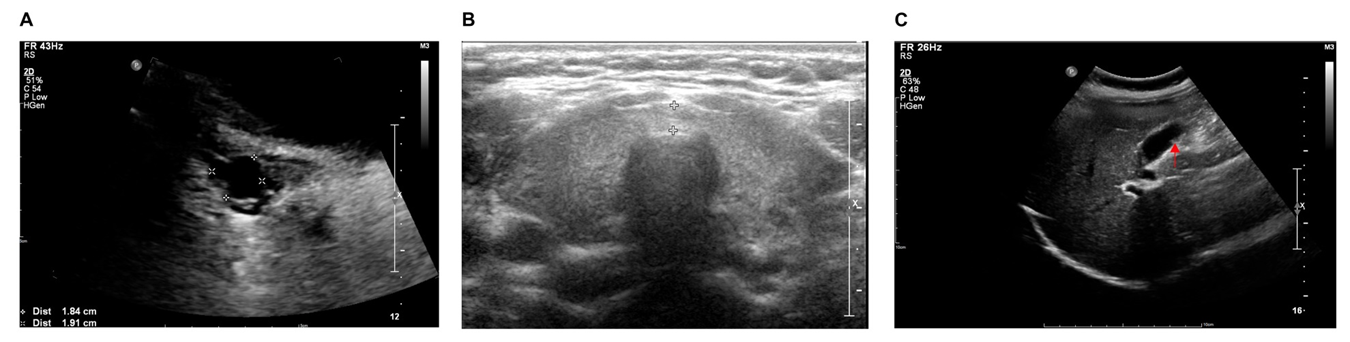 A
FR 43Hz
RS
2D
51%
C 54
P Low
HGen
M3
P
X
12
Dist 1.84 cm
Dist 1.91 cm
B
X
C
FR 26Hz
RS
2D
63%
C 48
P Low
HGen
M3
P
X
16